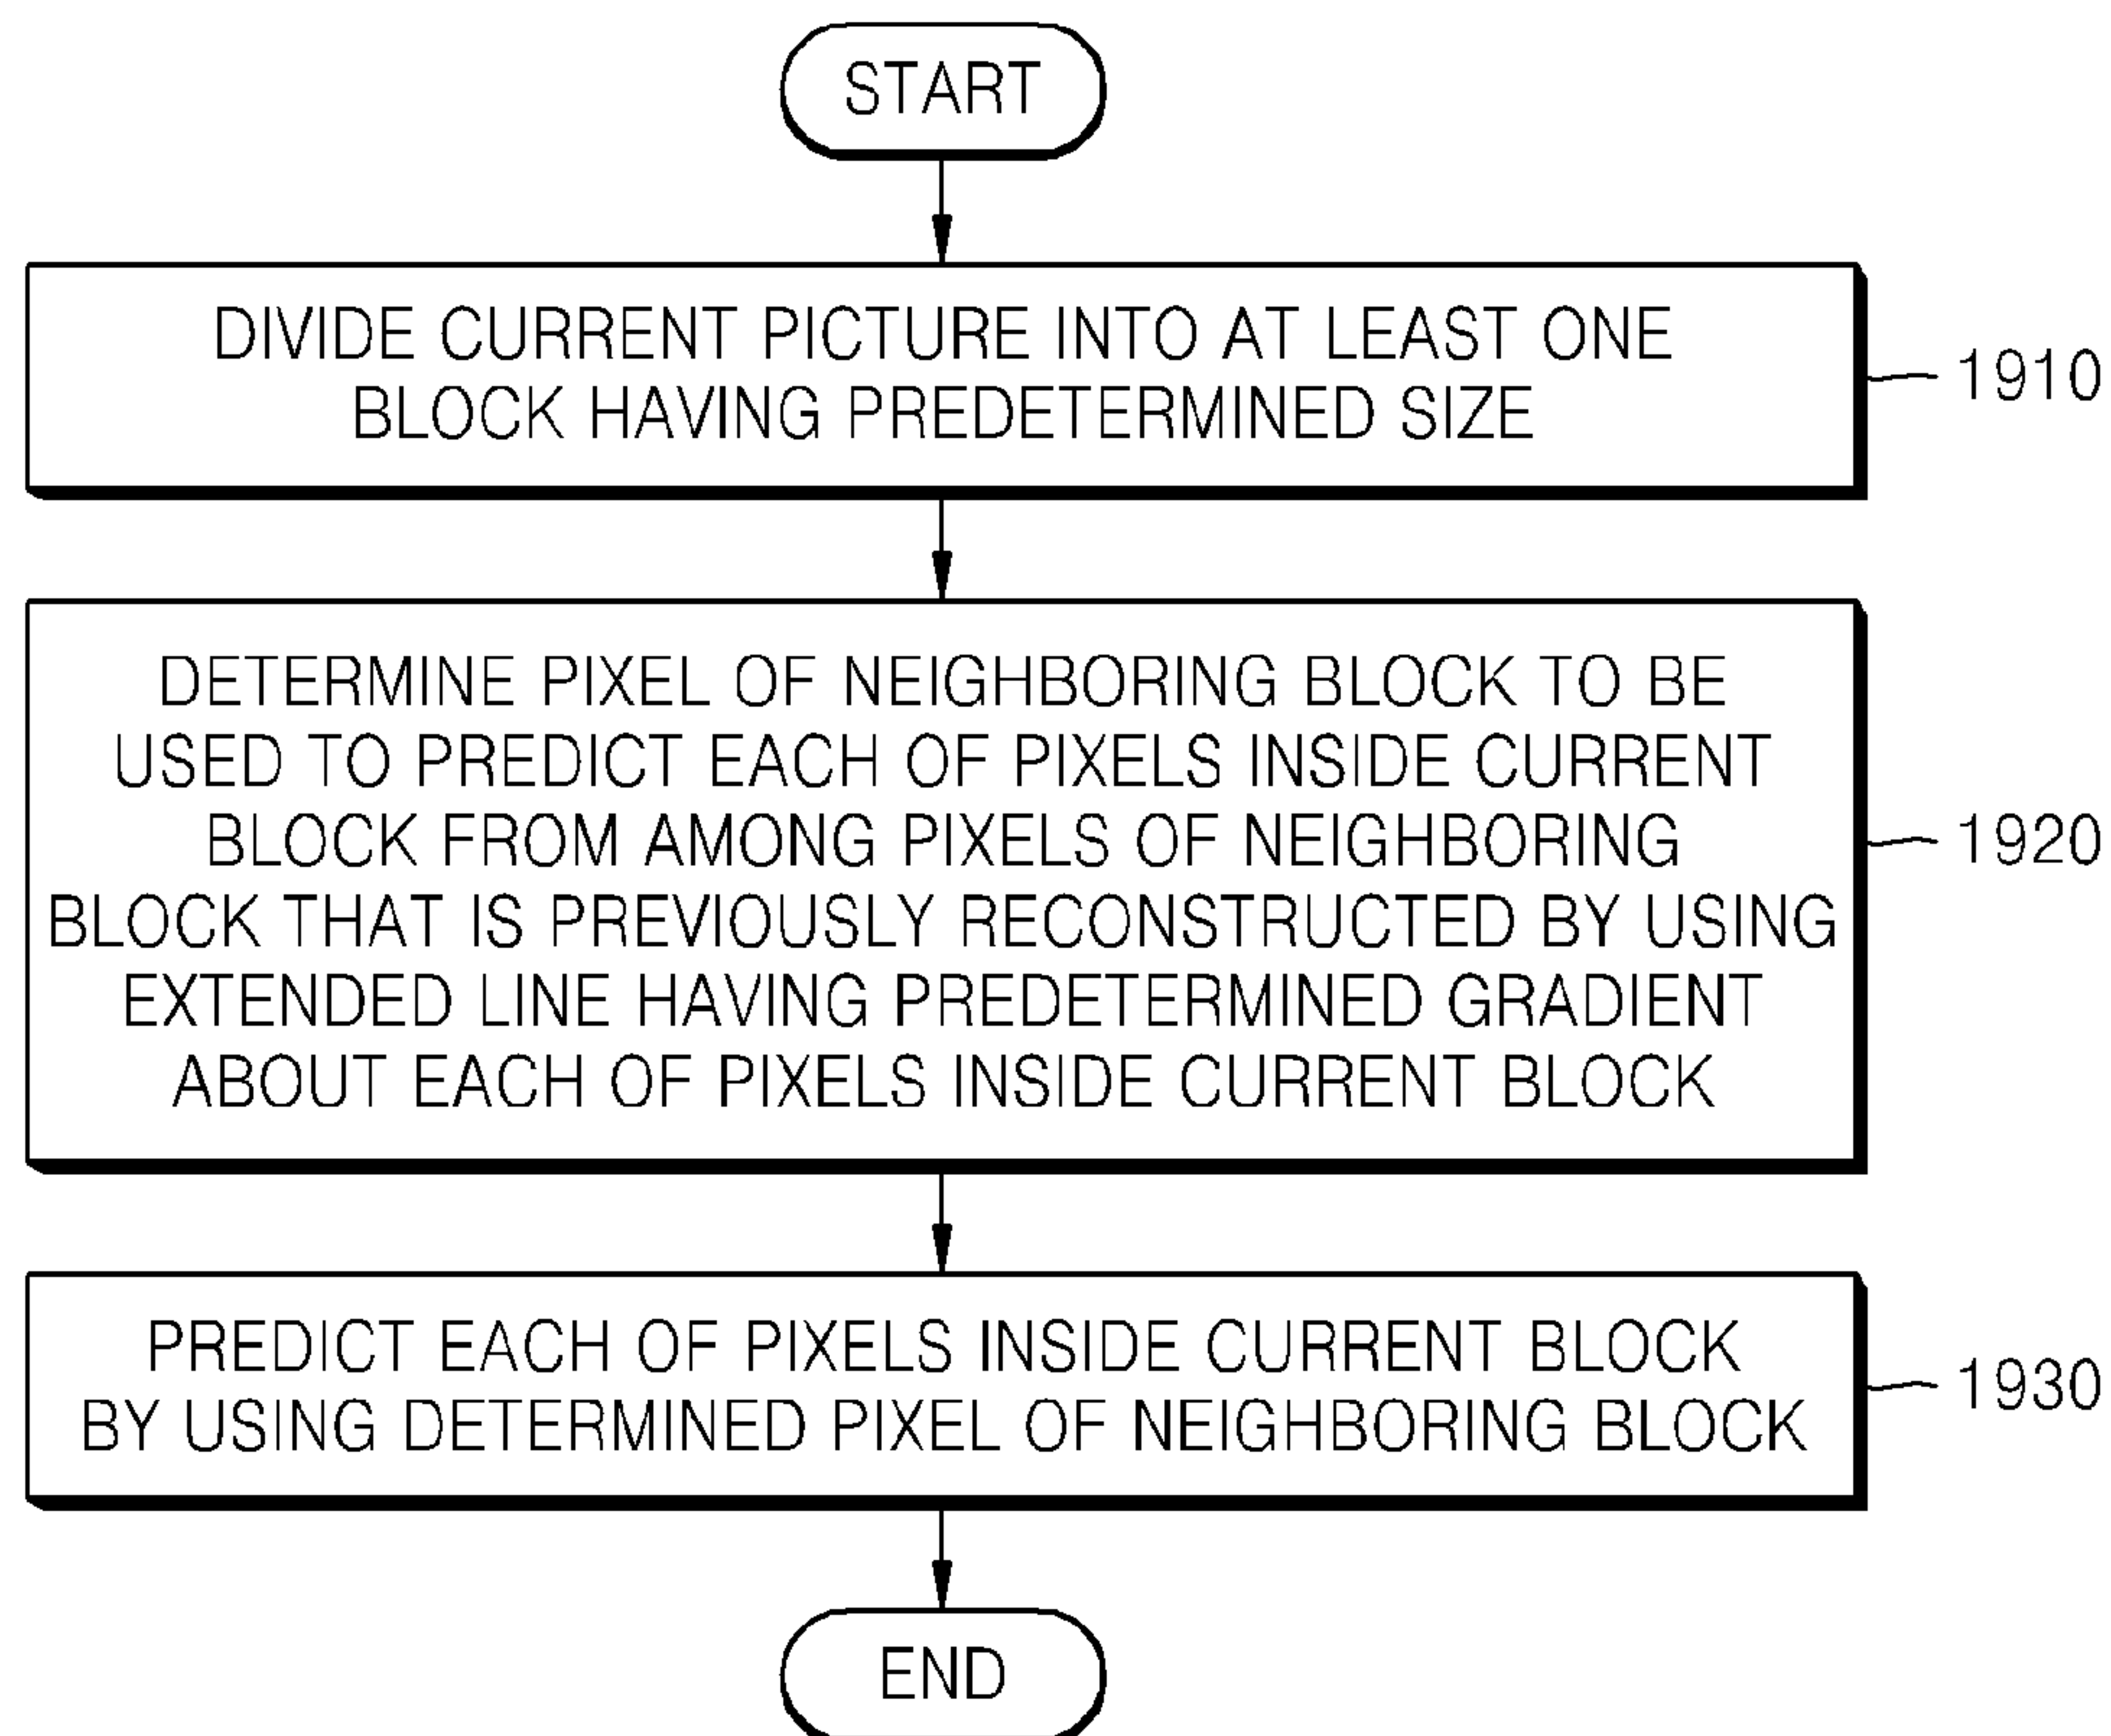 START
DIVIDE CURRENT PICTURE INTO AT LEAST ONE
BLOCK HAVING PREDETERMINED SIZE
1910
DETERMINE PIXEL OF NEIGHBORING BLOCK TO BE
USED TO PREDICT EACH OF PIXELS INSIDE CURRENT
BLOCK FROM AMONG PIXELS OF NEIGHBORING
BLOCK THAT IS PREVIOUSLY RECONSTRUCTED BY USING
EXTENDED LINE HAVING PREDETERMINED GRADIENT
ABOUT EACH OF PIXELS INSIDE CURRENT BLOCK
1920
PREDICT EACH OF PIXELS INSIDE CURRENT BLOCK
BY USING DETERMINED PIXEL OF NEIGHBORING BLOCK
1930
END